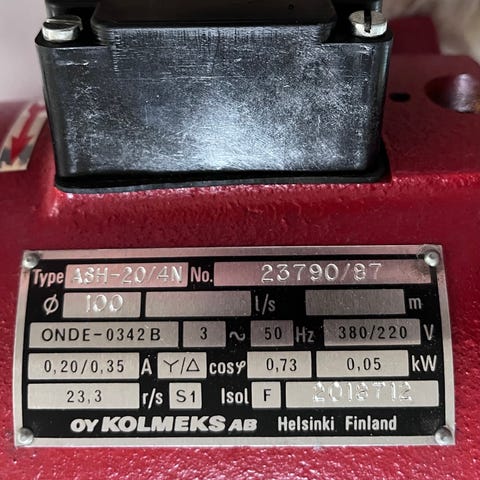 Type ASH-20/4N No. 23790/87
Ø 100 l/s m
ONDE-0342B 3 ~ 50 Hz 380/220 V
0,20/0,35 A Y/Δ cosφ 0,73 0,05 kW
23,3 r/s S1 Isol F 2018712
OY KOLMEKS AB Helsinki Finland